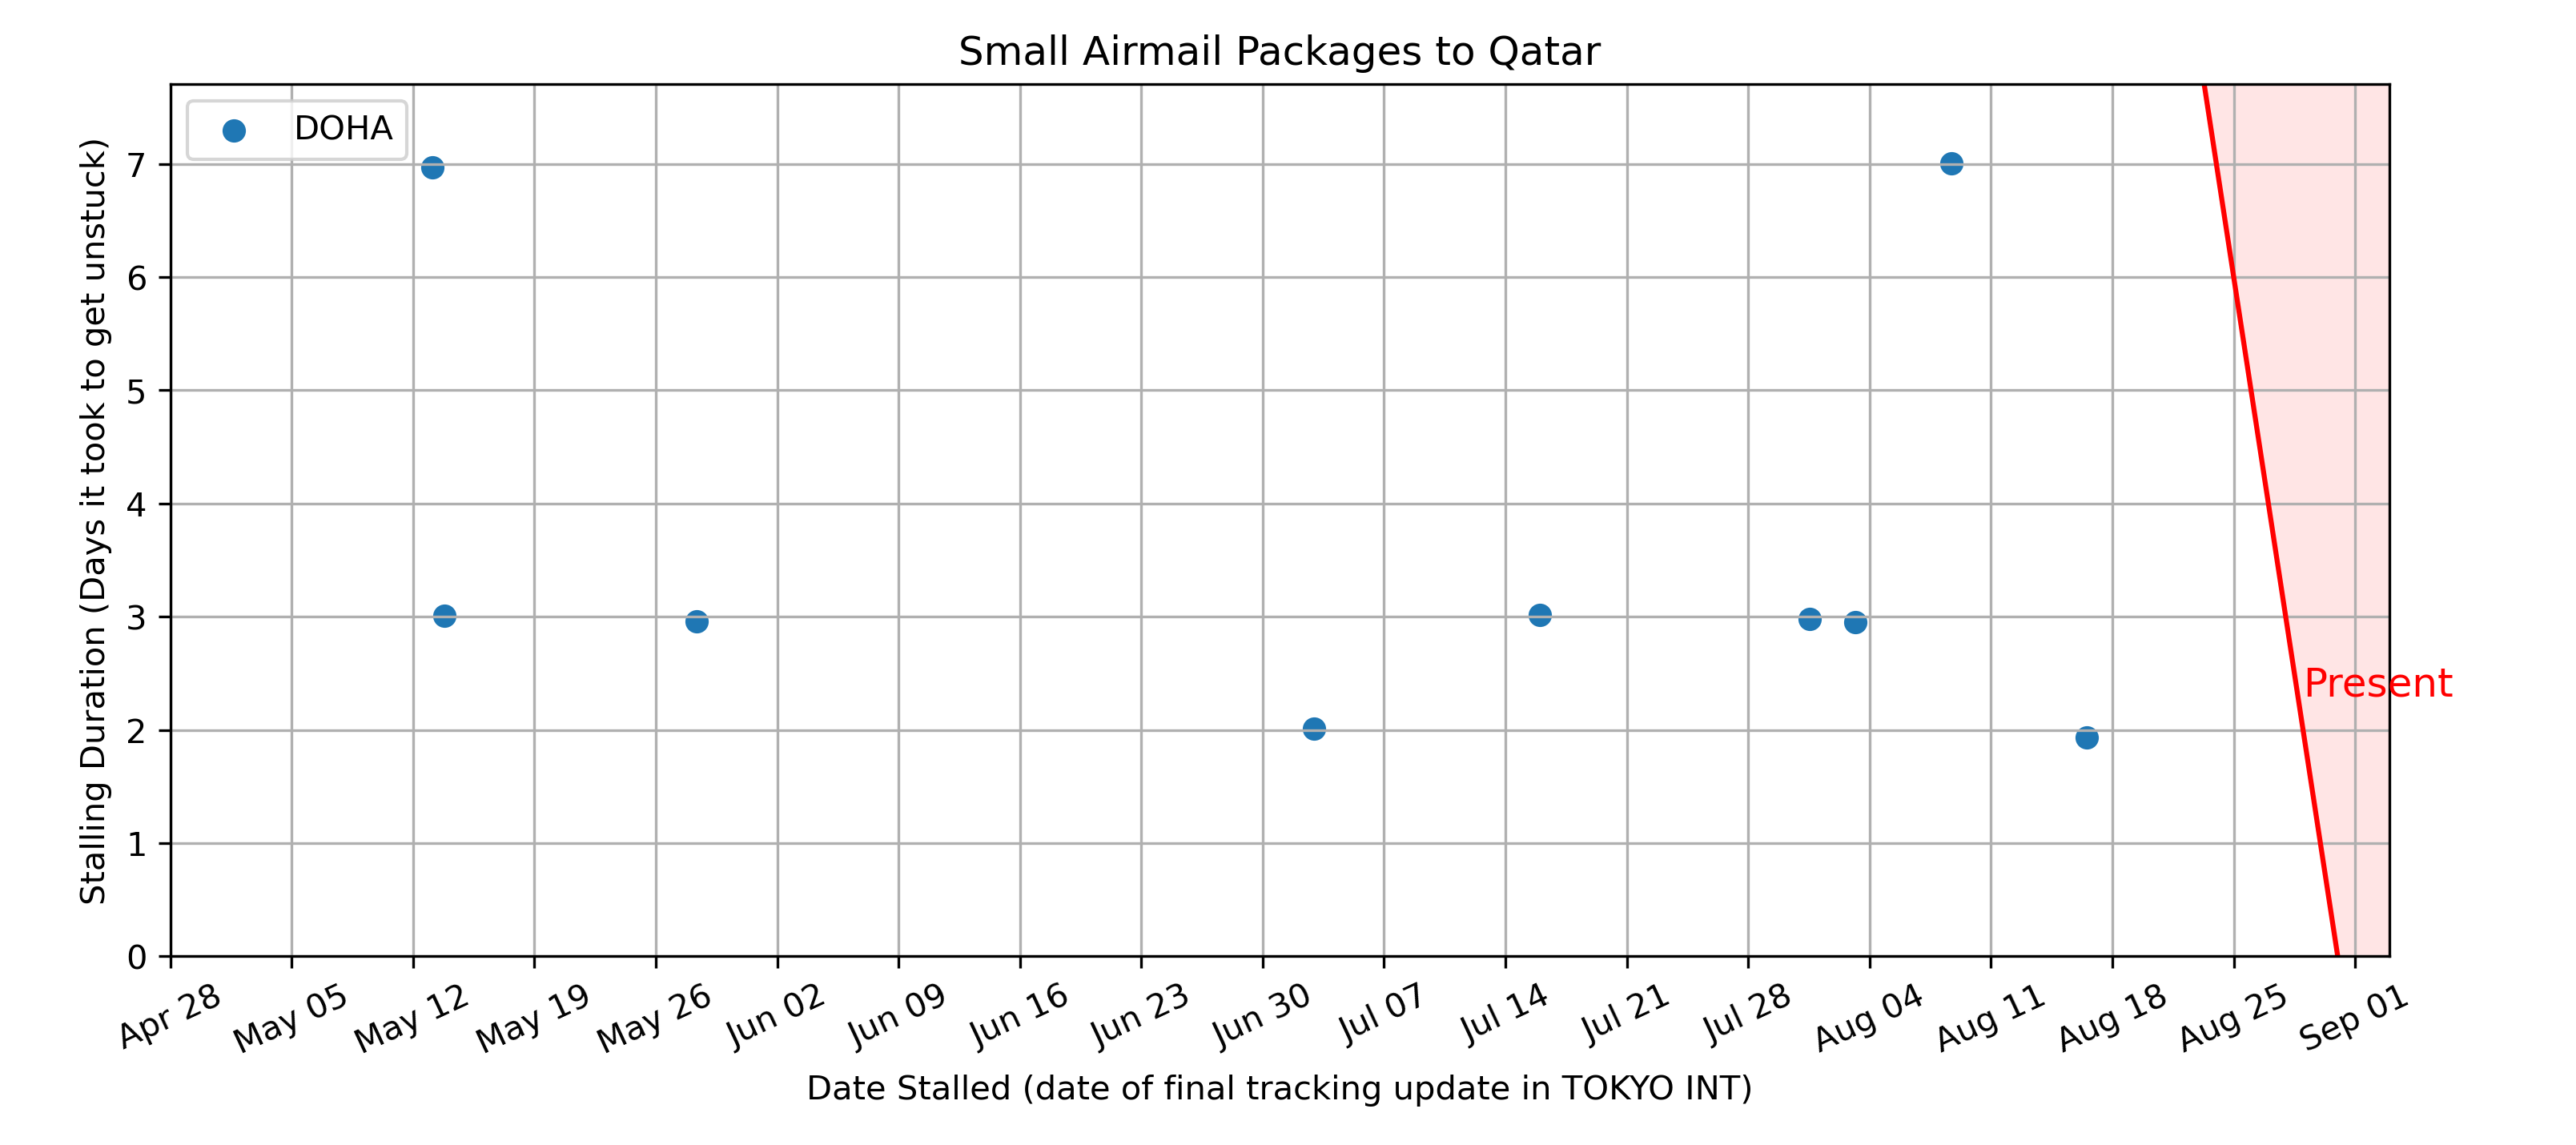 Small Airmail Packages to Qatar
DOHA
Stalling Duration (Days it took to get unstuck)
7
6
5
4
3
2
1
0
Present
Apr 28
May 05
May 12
May 19
May 26
Jun 02
Jun 09
Jun 16
Jun 23
Jun 30
Jul 07
Jul 14
Jul 21
Jul 28
Aug 04
Aug 11
Aug 18
Aug 25
Sep 01
Date Stalled (date of final tracking update in TOKYO INT)